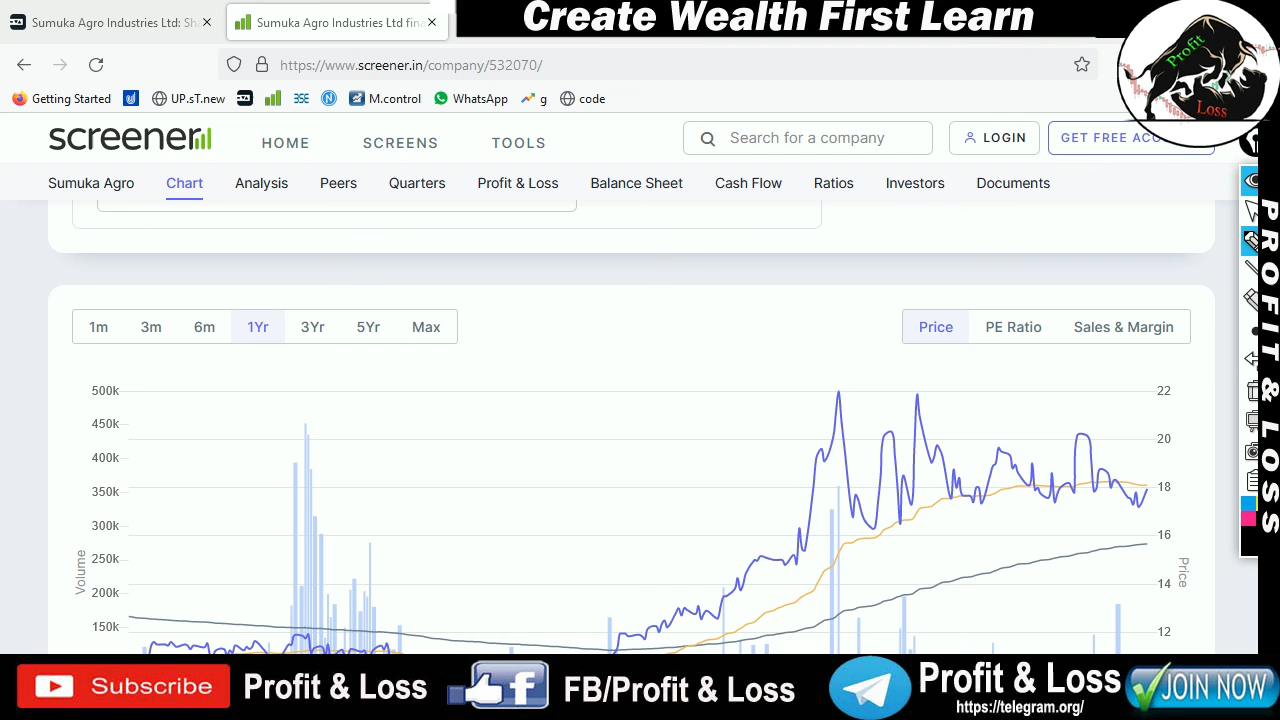 Sumuka Agro Industries Ltd: Sh
Sumuka Agro Industries Ltd fina
Create Wealth First Learn
https://www.screener.in/company/532070/
Getting Started
UP.sT.new
M.control
WhatsApp
g
code
Profit
Loss
screener
HOME
SCREENS
TOOLS
Search for a company
LOGIN
GET FREE ACC
Sumuka Agro
Chart
Analysis
Peers
Quarters
Profit & Loss
Balance Sheet
Cash Flow
Ratios
Investors
Documents
1m
3m
6m
1Yr
3Yr
5Yr
Max
Price
PE Ratio
Sales & Margin
500k
450k
400k
350k
300k
250k
200k
150k
Volume
22
20
18
16
14
12
Price
PROFIT & LOSS
Subscribe
Profit & Loss
FB/Profit & Loss
Profit & Loss
https://telegram.org/
JOIN NOW